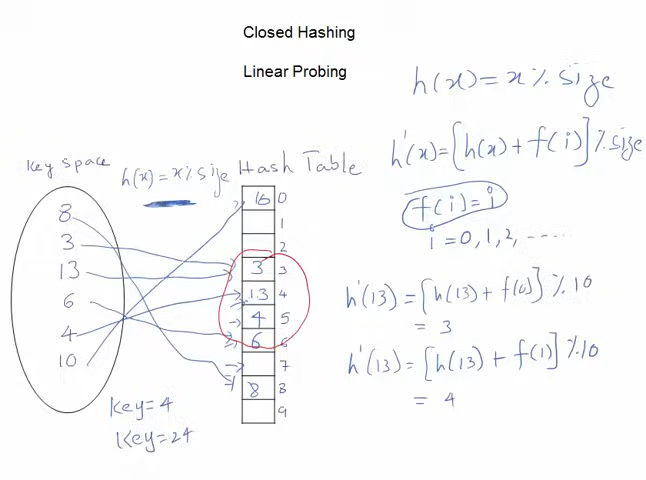 Closed Hashing
Linear Probing
h(x) = x % size
h'(x) = [h(x) + f(i)] % size
f(i) = i
i = 0, 1, 2, ......
h'(13) = [h(13) + f(0)] % 10
= 3
h'(13) = [h(13) + f(1)] % 10
= 4
Key space
h(x) = x % size
Hash Table
8
3
13
6
4
10
10 0
1
2
3 3
13 4
4 5
6 6
7
8 8
9
Key = 4
Key = 24